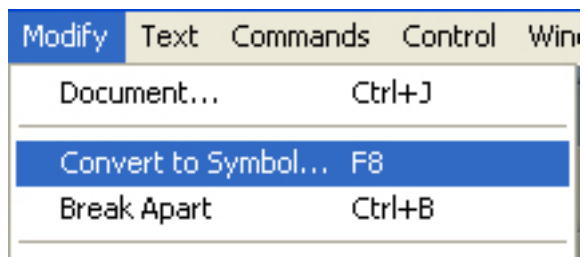 Modify Text Commands Control
Document... Ctrl+J
Convert to Symbol... F8
Break Apart Ctrl+B